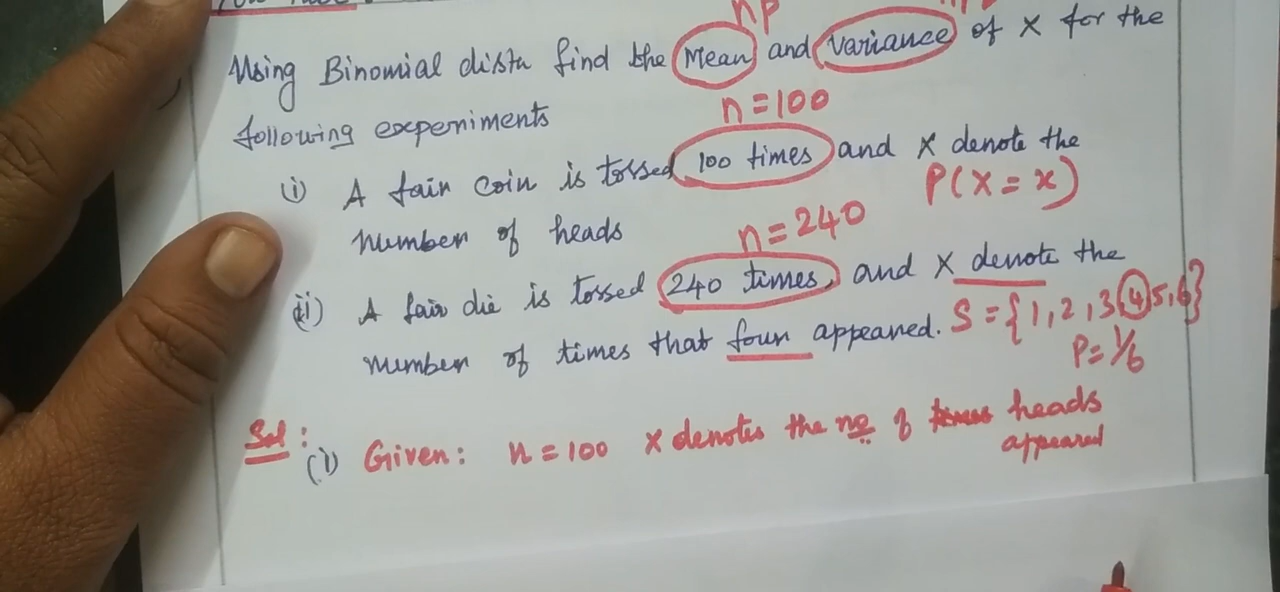 np
Using Binomial distn find the Mean and Variance of X for the
following experiments
n = 100
(i) A fair coin is tossed 100 times and X denote the
P(X = x)
number of heads
n = 240
(ii) A fair die is tossed 240 times, and X denote the
number of times that four appeared. S = {1, 2, 3, 4, 5, 6}
P = 1/6
Sol :
(i) Given : n = 100 X denotes the no of heads
appeared